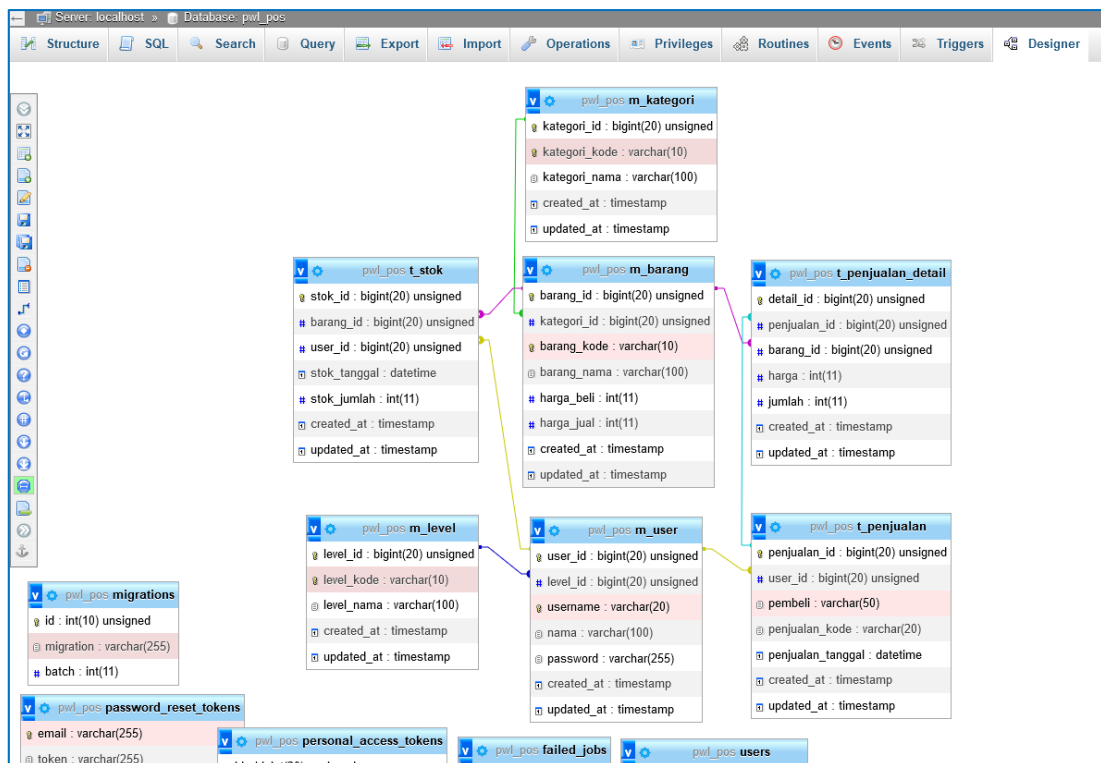 Server: localhost » Database: pwl_pos
Structure SQL Search Query Export Import Operations Privileges Routines Events Triggers Designer
pwl_pos m_kategori
kategori_id : bigint(20) unsigned
kategori_kode : varchar(10)
kategori_nama : varchar(100)
created_at : timestamp
updated_at : timestamp
pwl_pos t_stok
stok_id : bigint(20) unsigned
barang_id : bigint(20) unsigned
user_id : bigint(20) unsigned
stok_tanggal : datetime
stok_jumlah : int(11)
created_at : timestamp
updated_at : timestamp
pwl_pos m_barang
barang_id : bigint(20) unsigned
kategori_id : bigint(20) unsigned
barang_kode : varchar(10)
barang_nama : varchar(100)
harga_beli : int(11)
harga_jual : int(11)
created_at : timestamp
updated_at : timestamp
pwl_pos t_penjualan_detail
detail_id : bigint(20) unsigned
penjualan_id : bigint(20) unsigned
barang_id : bigint(20) unsigned
harga : int(11)
jumlah : int(11)
created_at : timestamp
updated_at : timestamp
pwl_pos m_level
level_id : bigint(20) unsigned
level_kode : varchar(10)
level_nama : varchar(100)
created_at : timestamp
updated_at : timestamp
pwl_pos m_user
user_id : bigint(20) unsigned
level_id : bigint(20) unsigned
username : varchar(20)
nama : varchar(100)
password : varchar(255)
created_at : timestamp
updated_at : timestamp
pwl_pos t_penjualan
penjualan_id : bigint(20) unsigned
user_id : bigint(20) unsigned
pembeli : varchar(50)
penjualan_kode : varchar(20)
penjualan_tanggal : datetime
created_at : timestamp
updated_at : timestamp
pwl_pos migrations
id : int(10) unsigned
migration : varchar(255)
batch : int(11)
pwl_pos password_reset_tokens
email : varchar(255)
token : varchar(255)
pwl_pos personal_access_tokens
pwl_pos failed_jobs
pwl_pos users